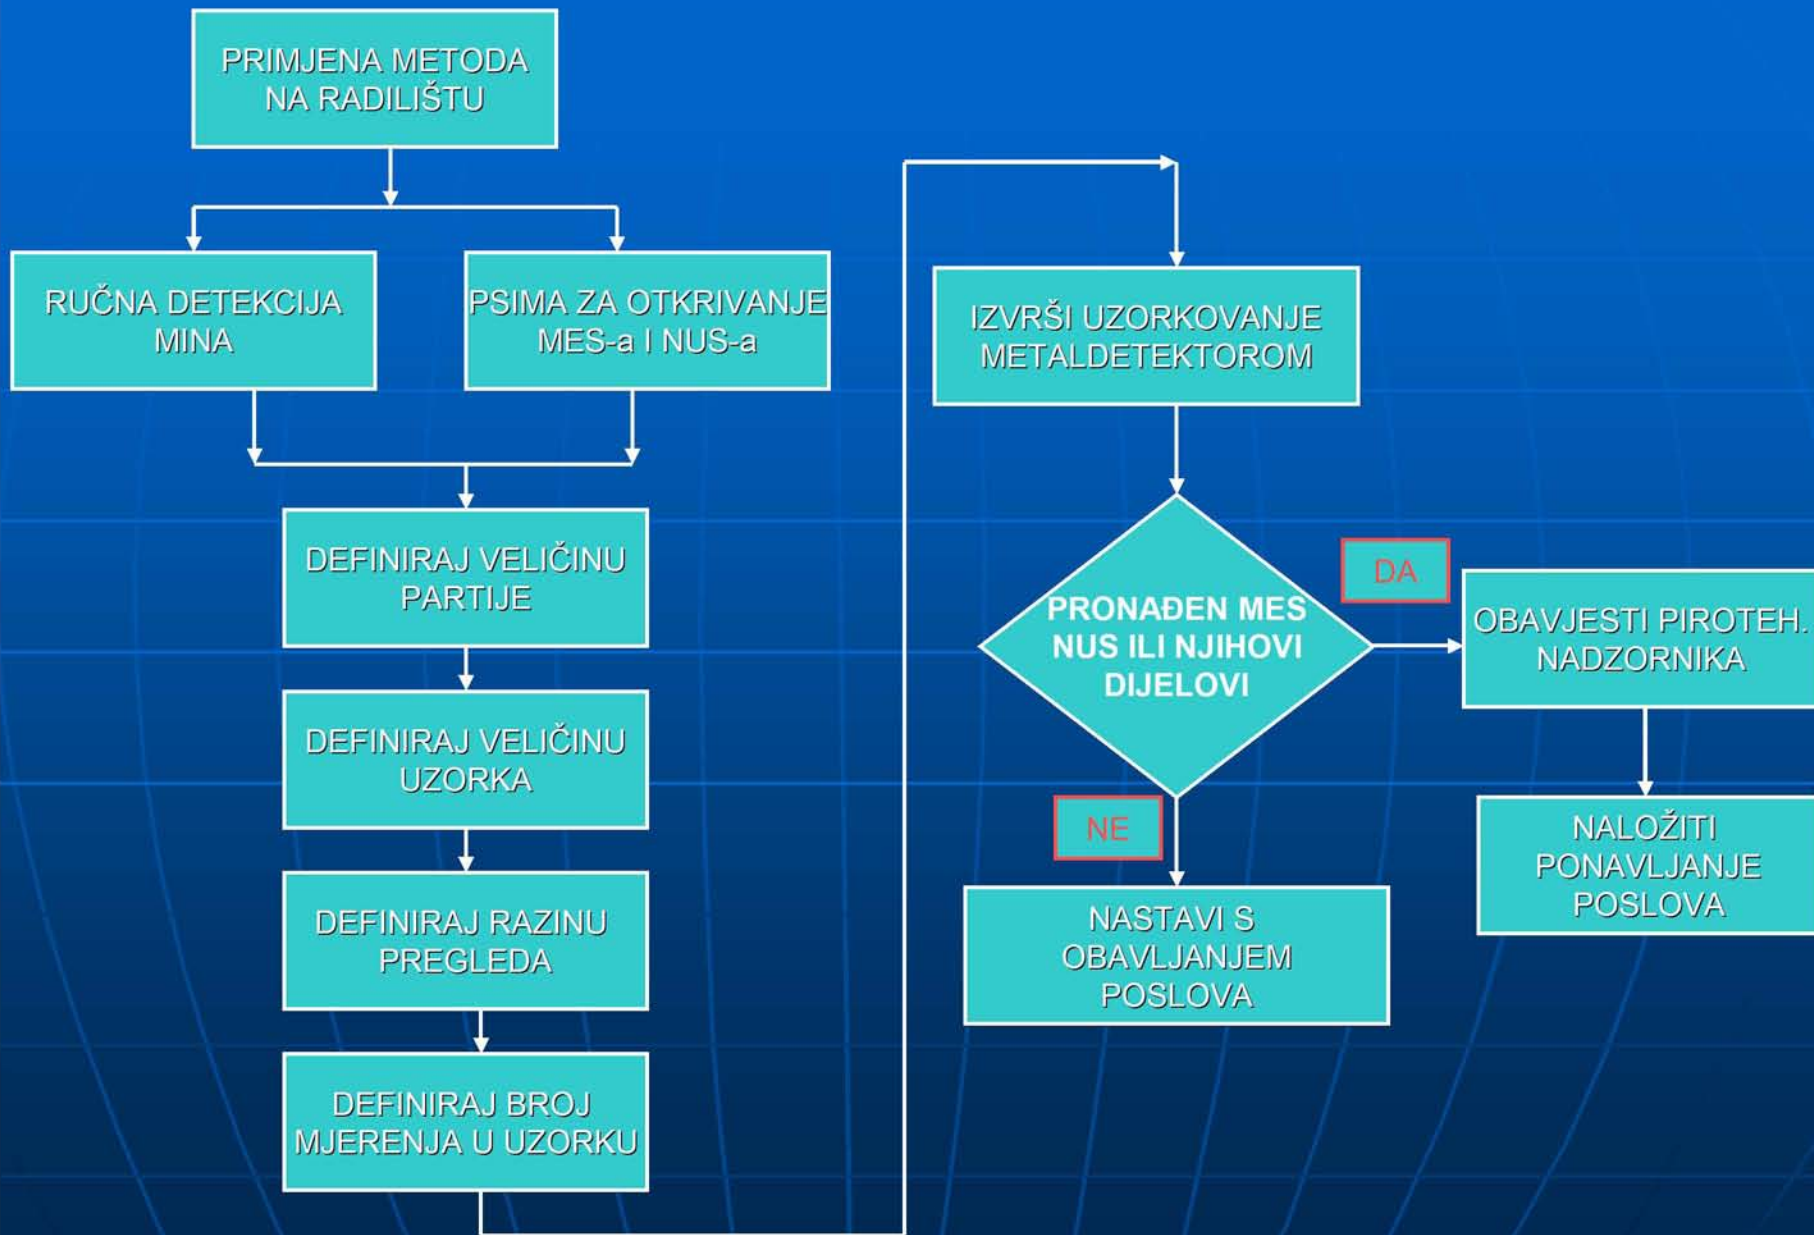 PRIMJENA METODA
NA RADILIŠTU
RUČNA DETEKCIJA
MINA
PSIMA ZA OTKRIVANJE
MES-a I NUS-a
DEFINIRAJ VELIČINU
PARTIJE
DEFINIRAJ VELIČINU
UZORKA
DEFINIRAJ RAZINU
PREGLEDA
DEFINIRAJ BROJ
MJERENJA U UZORKU
IZVRŠI UZORKOVANJE
METALDETEKTOROM
PRONAĐEN MES
NUS ILI NJIHOVI
DIJELOVI
DA
OBAVJESTI PIROTEH.
NADZORNIKA
NALOŽITI
PONAVLJANJE
POSLOVA
NE
NASTAVI S
OBAVLJANJEM
POSLOVA